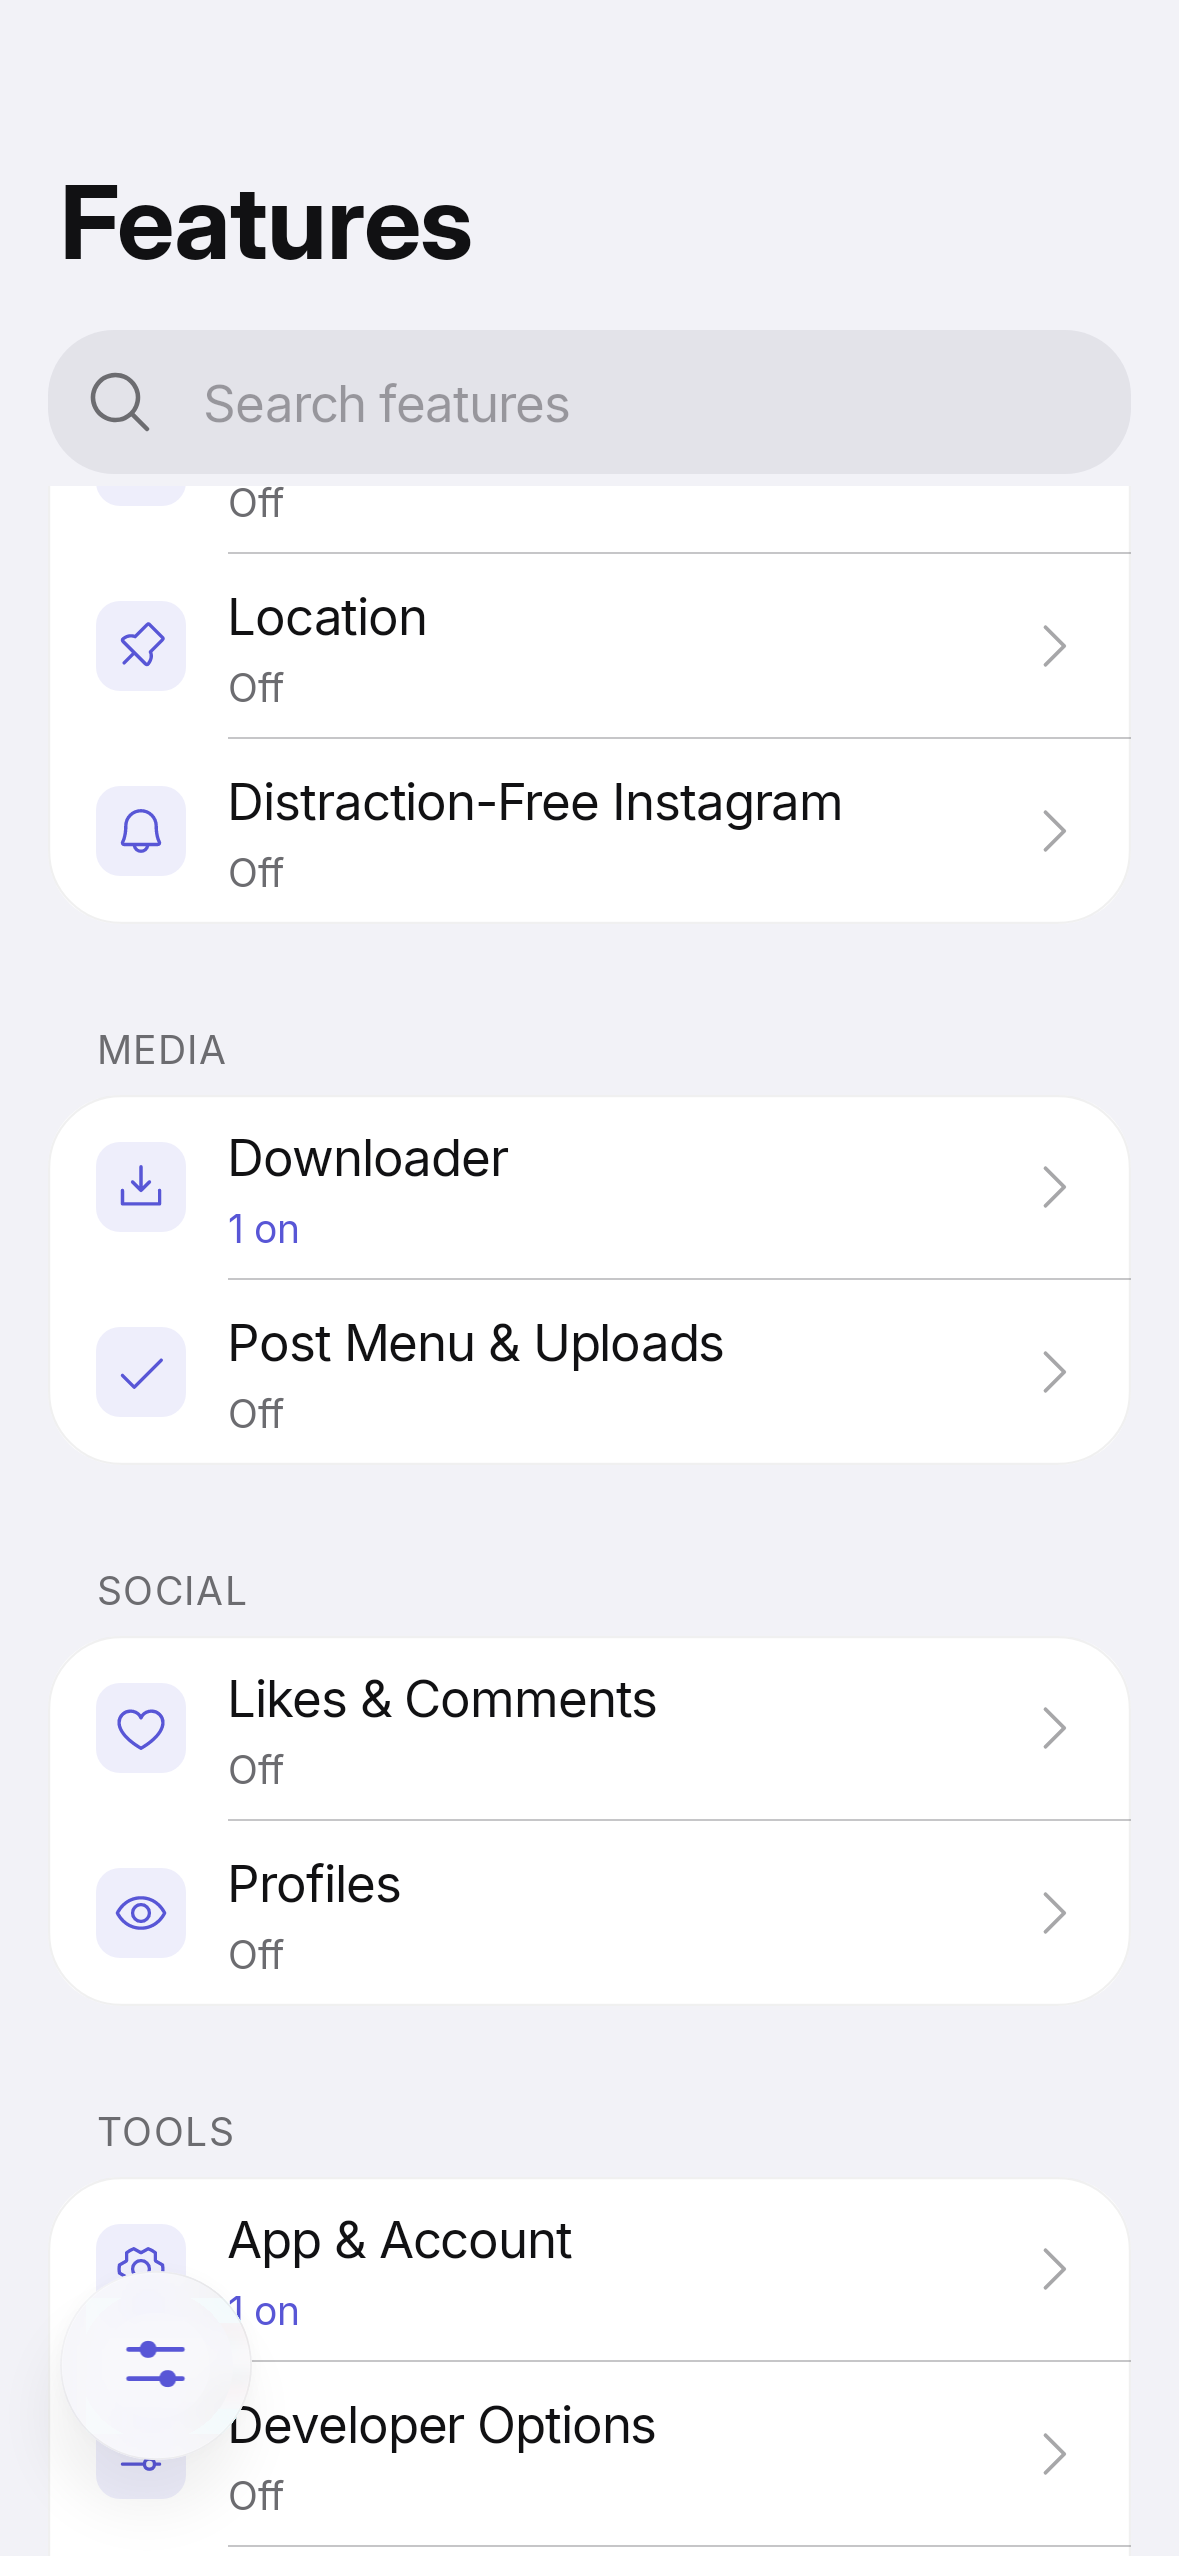 Features
Search features
Off
Location
Off
Distraction-Free Instagram
Off
MEDIA
Downloader
1 on
Post Menu & Uploads
Off
SOCIAL
Likes & Comments
Off
Profiles
Off
TOOLS
App & Account
1 on
Developer Options
Off